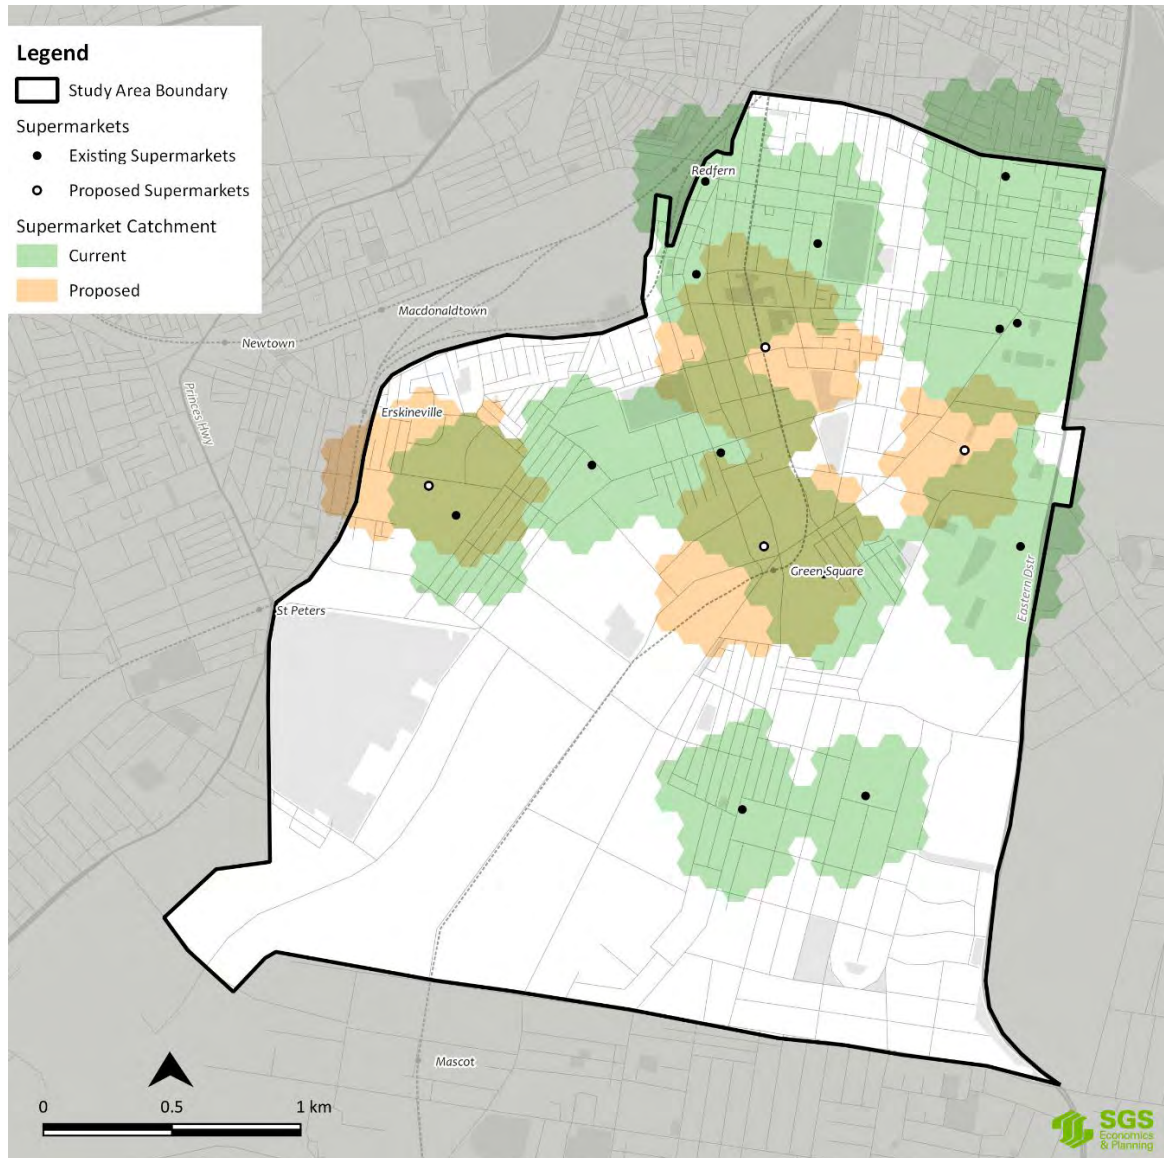 Legend
Study Area Boundary
Supermarkets
Existing Supermarkets
Proposed Supermarkets
Supermarket Catchment
Current
Proposed
Redfern
Macdonaldtown
Newtown
Princes Hwy
Erskineville
Green Square
Eastern Dstr
St Peters
Mascot
0 0.5 1 km
SGS
Economics
& Planning